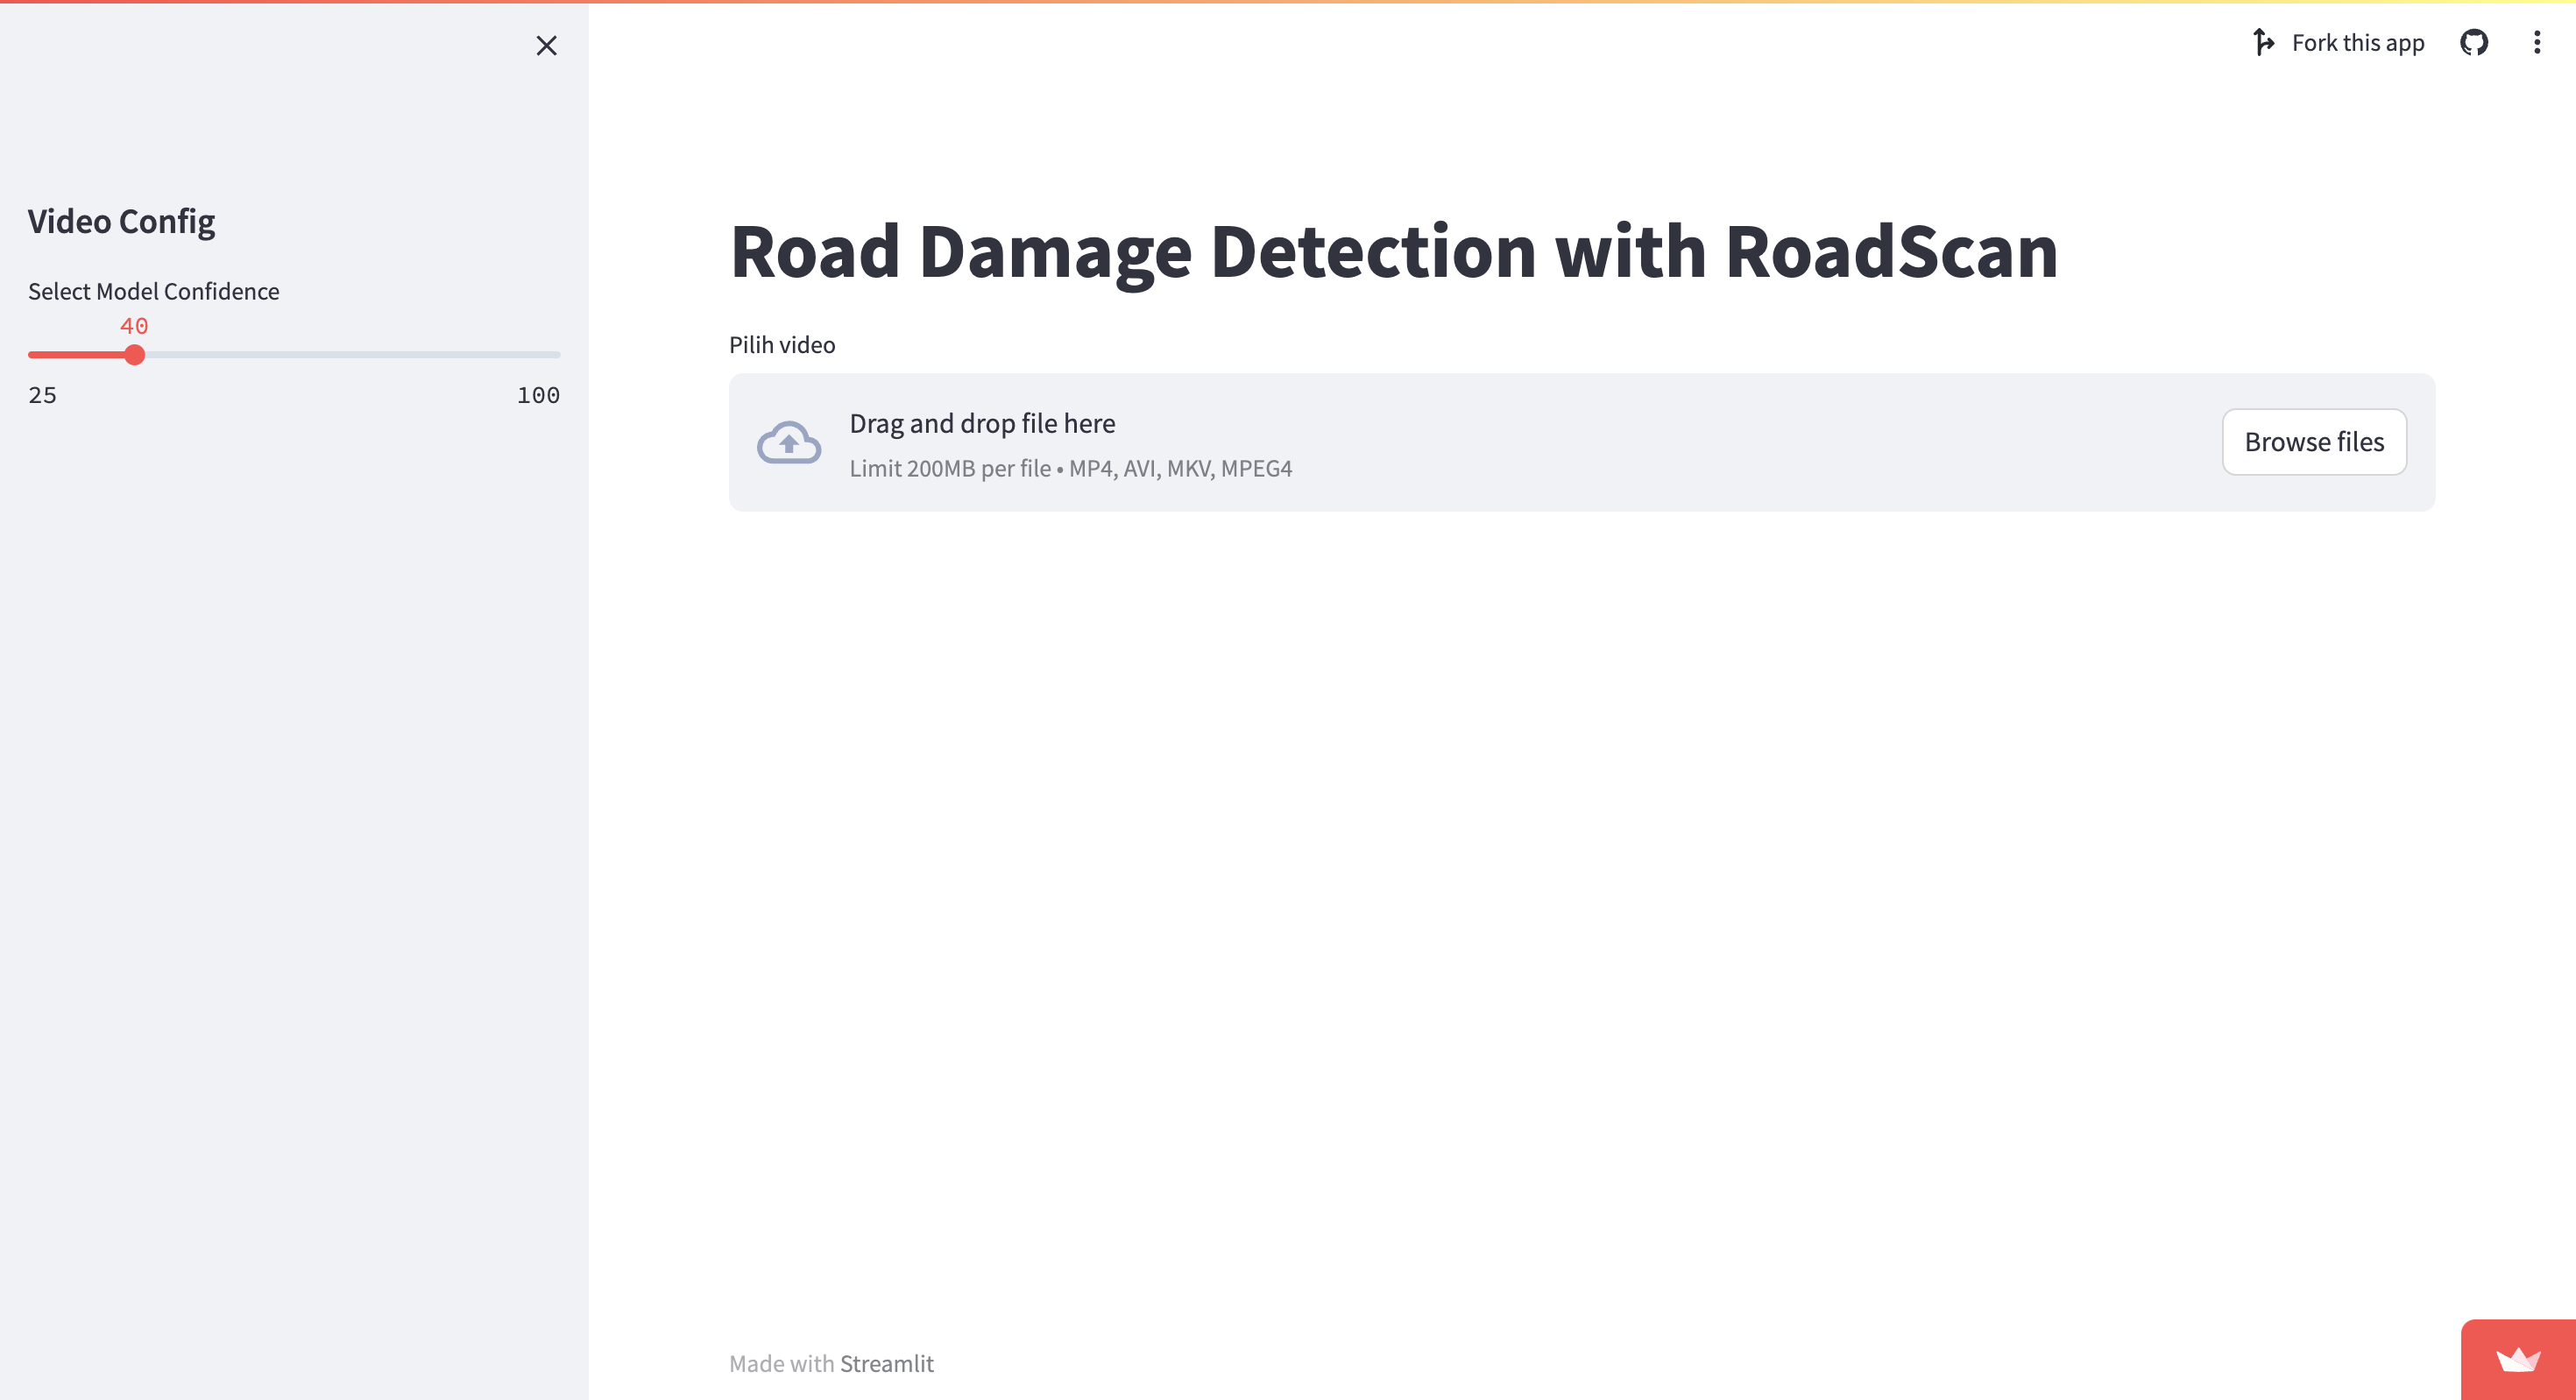 Fork this app
Video Config
Select Model Confidence
40
25
100
Road Damage Detection with RoadScan
Pilih video
Drag and drop file here
Limit 200MB per file • MP4, AVI, MKV, MPEG4
Browse files
Made with Streamlit